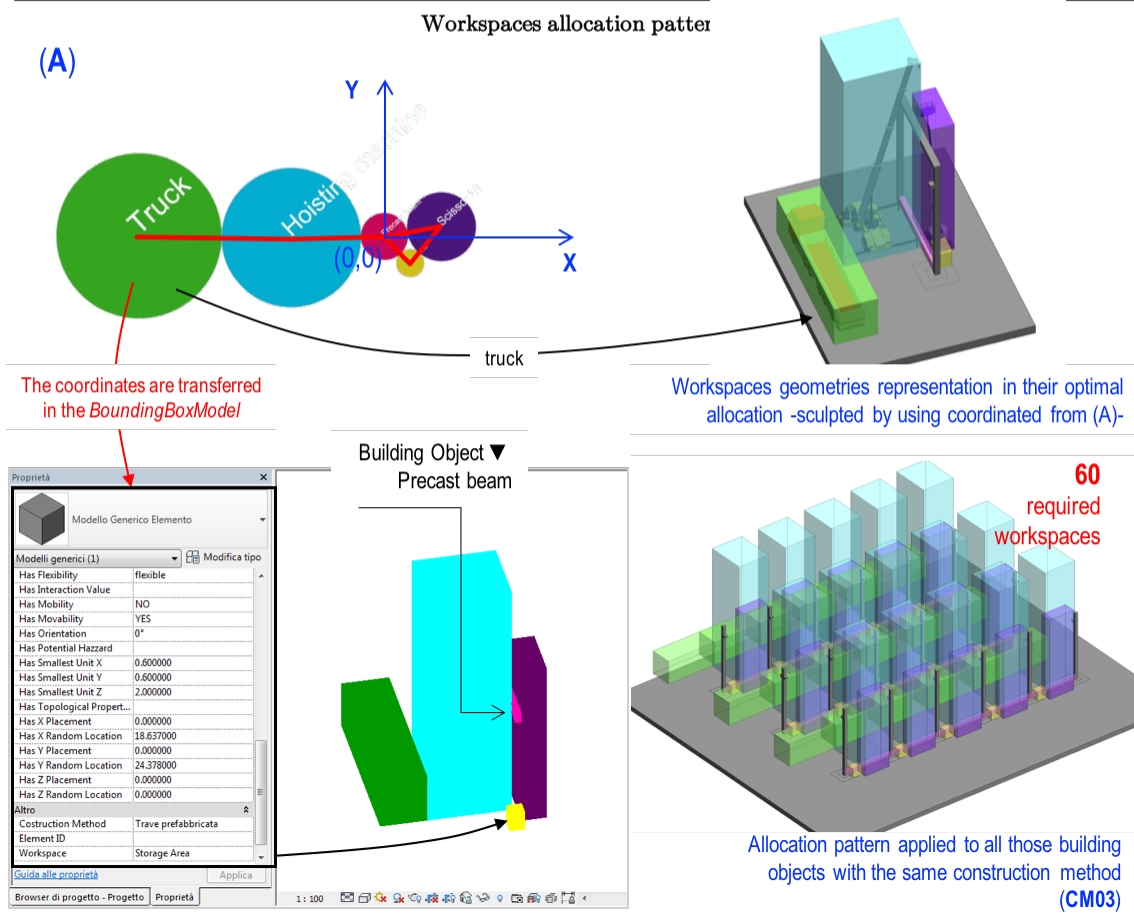 Workspaces allocation patter
(A)
Y
Truck
Hoisting machine
(0,0)
X
truck
The coordinates are transferred
in the BoundingBoxModel
Workspaces geometries representation in their optimal
allocation -sculpted by using coordinated from (A)-
Building Object ▼
Precast beam
60
required
workspaces
Proprietà
Modello Generico Elemento
Modelli generici (1)
Modifica tipo
Has Flexibility flexible
Has Interaction Value
Has Mobility NO
Has Movability YES
Has Orientation 0°
Has Potential Hazzard
Has Smallest Unit X 0.600000
Has Smallest Unit Y 0.600000
Has Smallest Unit Z 2.000000
Has Topological Propert...
Has X Placement 0.000000
Has X Random Location 18.637000
Has Y Placement 0.000000
Has Y Random Location 24.378000
Has Z Placement 0.000000
Has Z Random Location 0.000000
Altro
Costruction Method Trave prefabbricata
Element ID
Workspace Storage Area
Guida alle proprietà
Applica
Browser di progetto - Progetto
Proprietà
1 : 100
Allocation pattern applied to all those building
objects with the same construction method
(CM03)